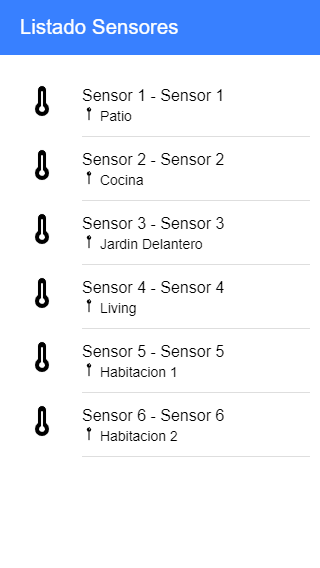 Listado Sensores
Sensor 1 - Sensor 1
Patio
Sensor 2 - Sensor 2
Cocina
Sensor 3 - Sensor 3
Jardin Delantero
Sensor 4 - Sensor 4
Living
Sensor 5 - Sensor 5
Habitacion 1
Sensor 6 - Sensor 6
Habitacion 2